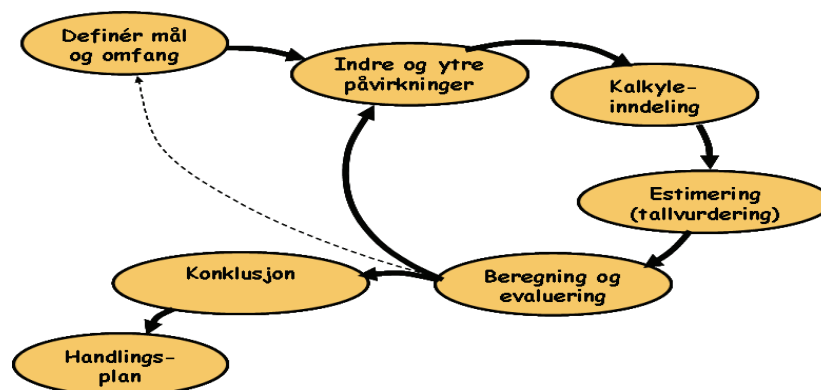 Definér mål
og omfang
Indre og ytre
påvirkninger
Kalkyle-
inndeling
Estimering
(tallvurdering)
Beregning og
evaluering
Konklusjon
Handlings-
plan